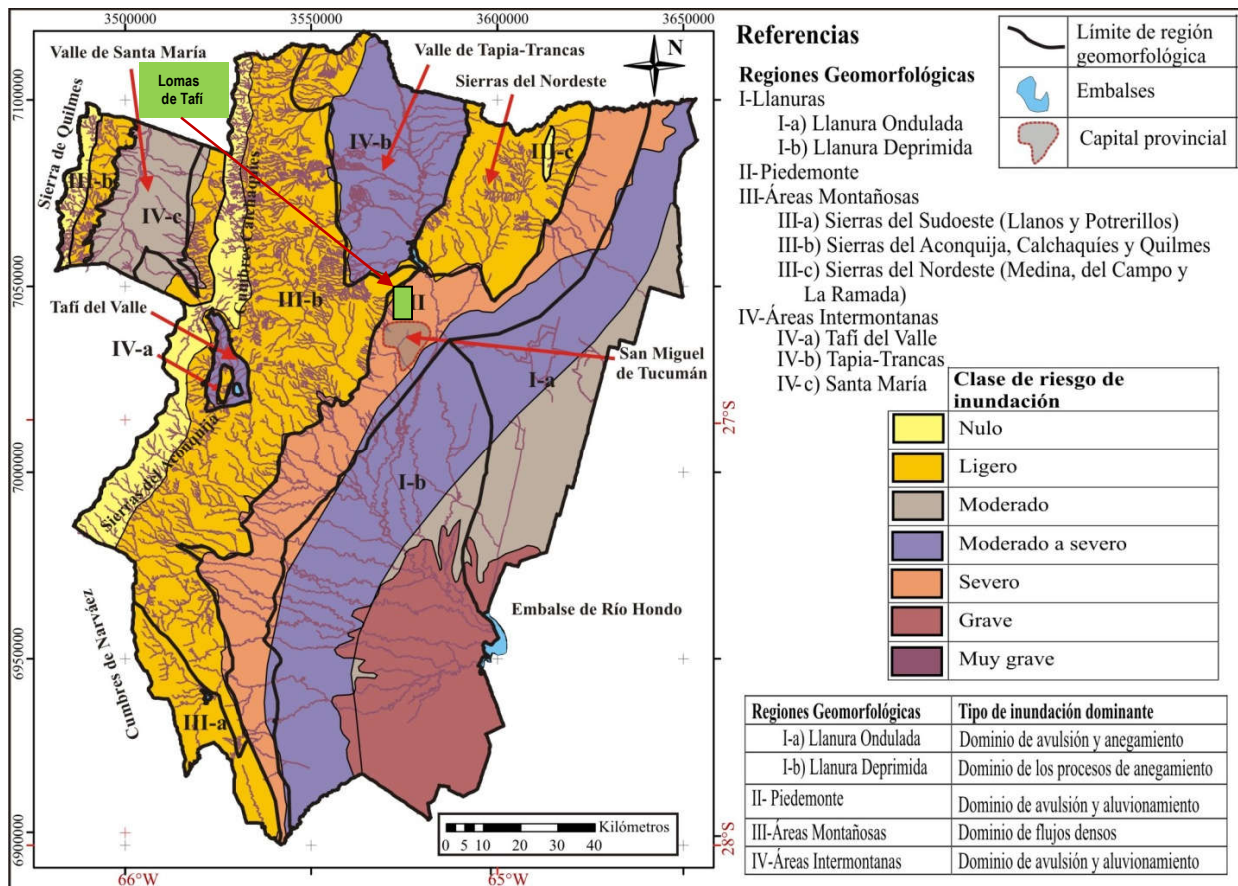 3500000
3550000
3600000
3650000
7100000
7050000
7000000
6950000
6900000
66°W
65°W
27°S
28°S
Valle de Santa María
Lomas
de Tafí
Valle de Tapia-Trancas
Sierras del Nordeste
N
Sierra de Quilmes
III-b
IV-c
IV-b
III-c
Cumbres Calchaquíes
III-b
II
Tafí del Valle
IV-a
San Miguel
de Tucumán
I-a
Sierras del Aconquija
I-b
Cumbres de Narváez
Embalse de Río Hondo
III-a
Kilómetros
0 5 10 20 30 40
Referencias
Regiones Geomorfológicas
I-Llanuras
I-a) Llanura Ondulada
I-b) Llanura Deprimida
II-Piedemonte
III-Áreas Montañosas
III-a) Sierras del Sudoeste (Llanos y Potrerillos)
III-b) Sierras del Aconquija, Calchaquíes y Quilmes
III-c) Sierras del Nordeste (Medina, del Campo y
La Ramada)
IV-Áreas Intermontanas
IV-a) Tafí del Valle
IV-b) Tapia-Trancas
IV-c) Santa María
Límite de región
geomorfológica
Embalses
Capital provincial
Clase de riesgo de
inundación
Nulo
Ligero
Moderado
Moderado a severo
Severo
Grave
Muy grave
Regiones Geomorfológicas Tipo de inundación dominante
I-a) Llanura Ondulada Dominio de avulsión y anegamiento
I-b) Llanura Deprimida Dominio de los procesos de anegamiento
II- Piedemonte Dominio de avulsión y aluvionamiento
III-Áreas Montañosas Dominio de flujos densos
IV-Áreas Intermontanas Dominio de avulsión y aluvionamiento